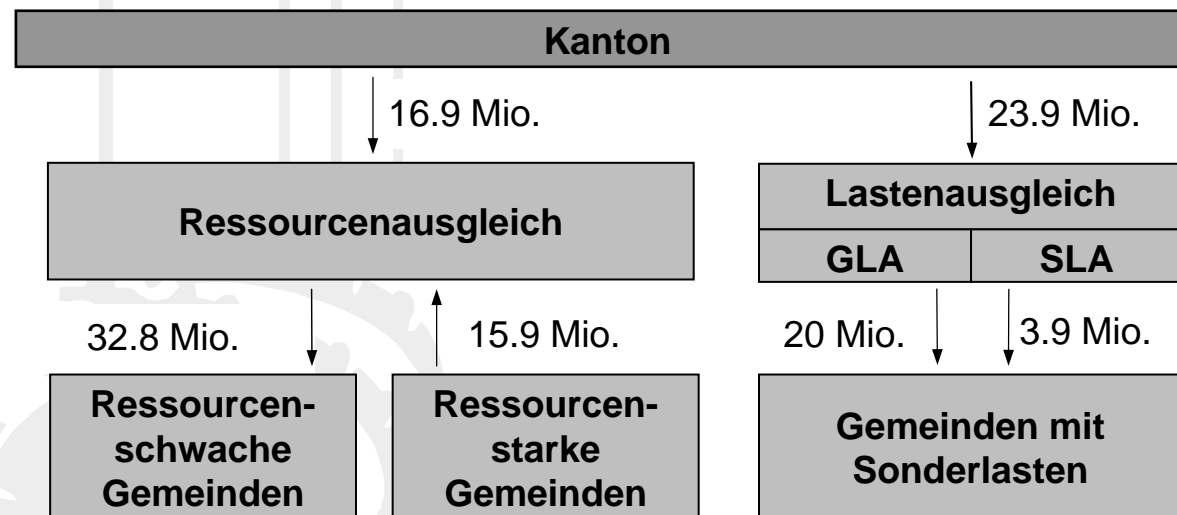 Kanton
16.9 Mio.
23.9 Mio.
Ressourcenausgleich
Lastenausgleich
GLA
SLA
32.8 Mio.
15.9 Mio.
20 Mio.
3.9 Mio.
Ressourcen-
schwache
Gemeinden
Ressourcen-
starke
Gemeinden
Gemeinden mit
Sonderlasten